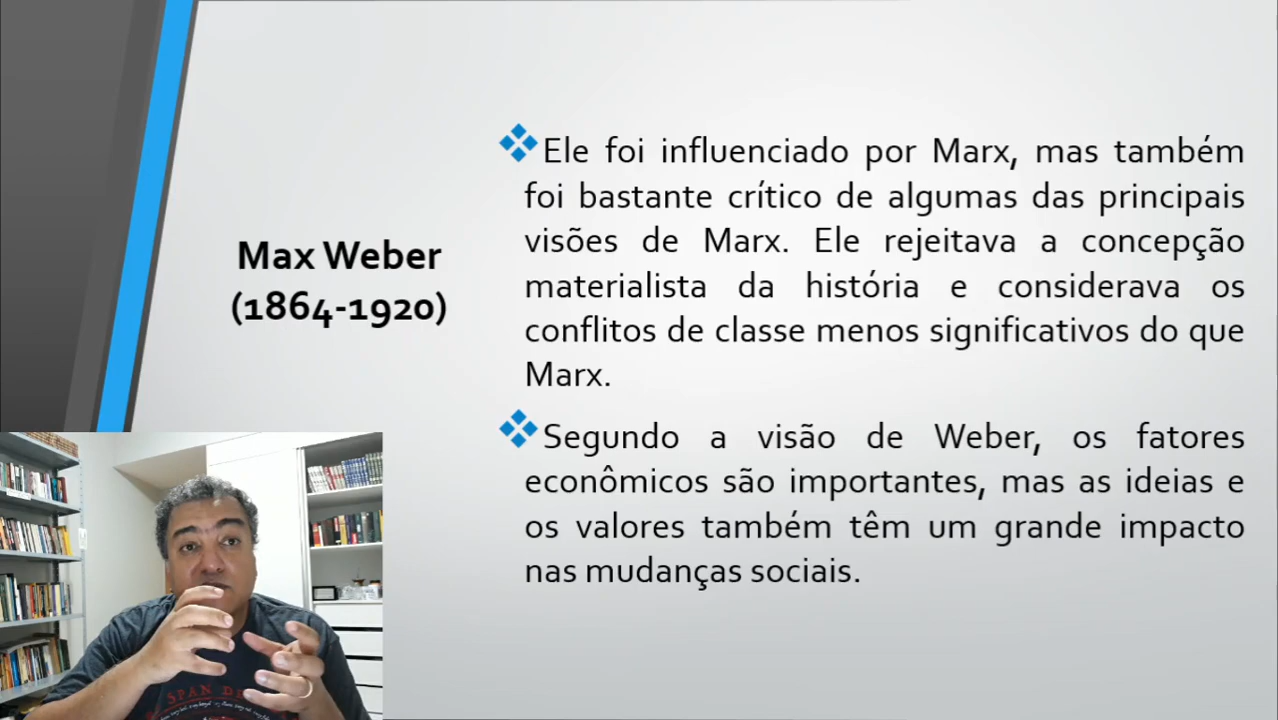 Max Weber
(1864-1920)
Ele foi influenciado por Marx, mas também
foi bastante crítico de algumas das principais
visões de Marx. Ele rejeitava a concepção
materialista da história e considerava os
conflitos de classe menos significativos do que
Marx.
Segundo a visão de Weber, os fatores
econômicos são importantes, mas as ideias e
os valores também têm um grande impacto
nas mudanças sociais.
SPAN DE